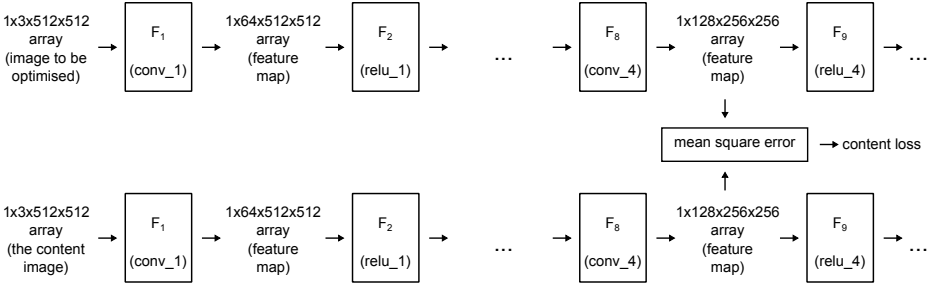 1x3x512x512
array
(image to be
optimised)
F₁
(conv_1)
1x64x512x512
array
(feature
map)
F₂
(relu_1)
...
F₈
(conv_4)
1x128x256x256
array
(feature
map)
F₉
(relu_4)
...
mean square error
content loss
1x3x512x512
array
(the content
image)
F₁
(conv_1)
1x64x512x512
array
(feature
map)
F₂
(relu_1)
...
F₈
(conv_4)
1x128x256x256
array
(feature
map)
F₉
(relu_4)
...